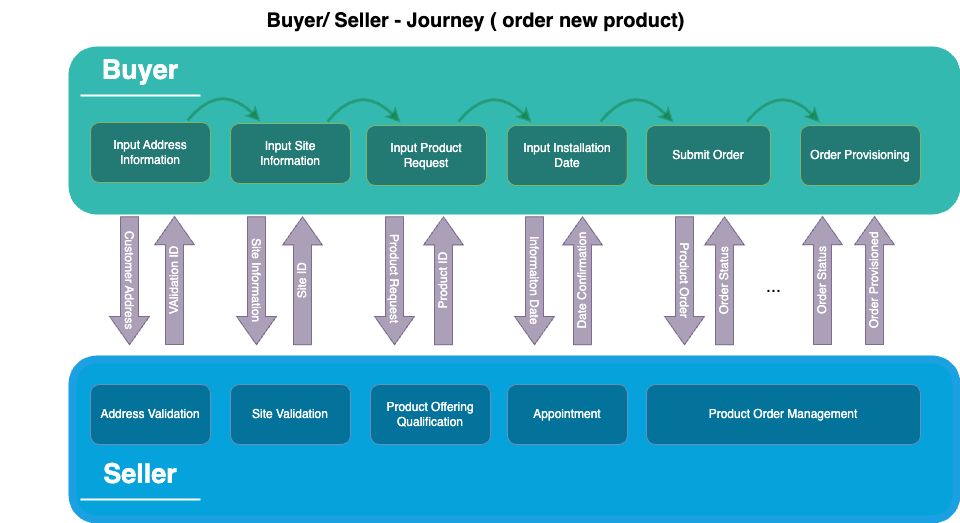 Buyer/ Seller - Journey ( order new product)
Buyer
Input Address
Information
Input Site
Information
Input Product
Request
Input Installation
Date
Submit Order
Order Provisioning
Customer Address
VAlidation ID
Site Information
Site ID
Product Request
Product ID
Informaiton Date
Date Confirmation
Product Order
Order Status
...
Order Status
Order Provisioned
Address Validation
Site Validation
Product Offering
Qualification
Appointment
Product Order Management
Seller